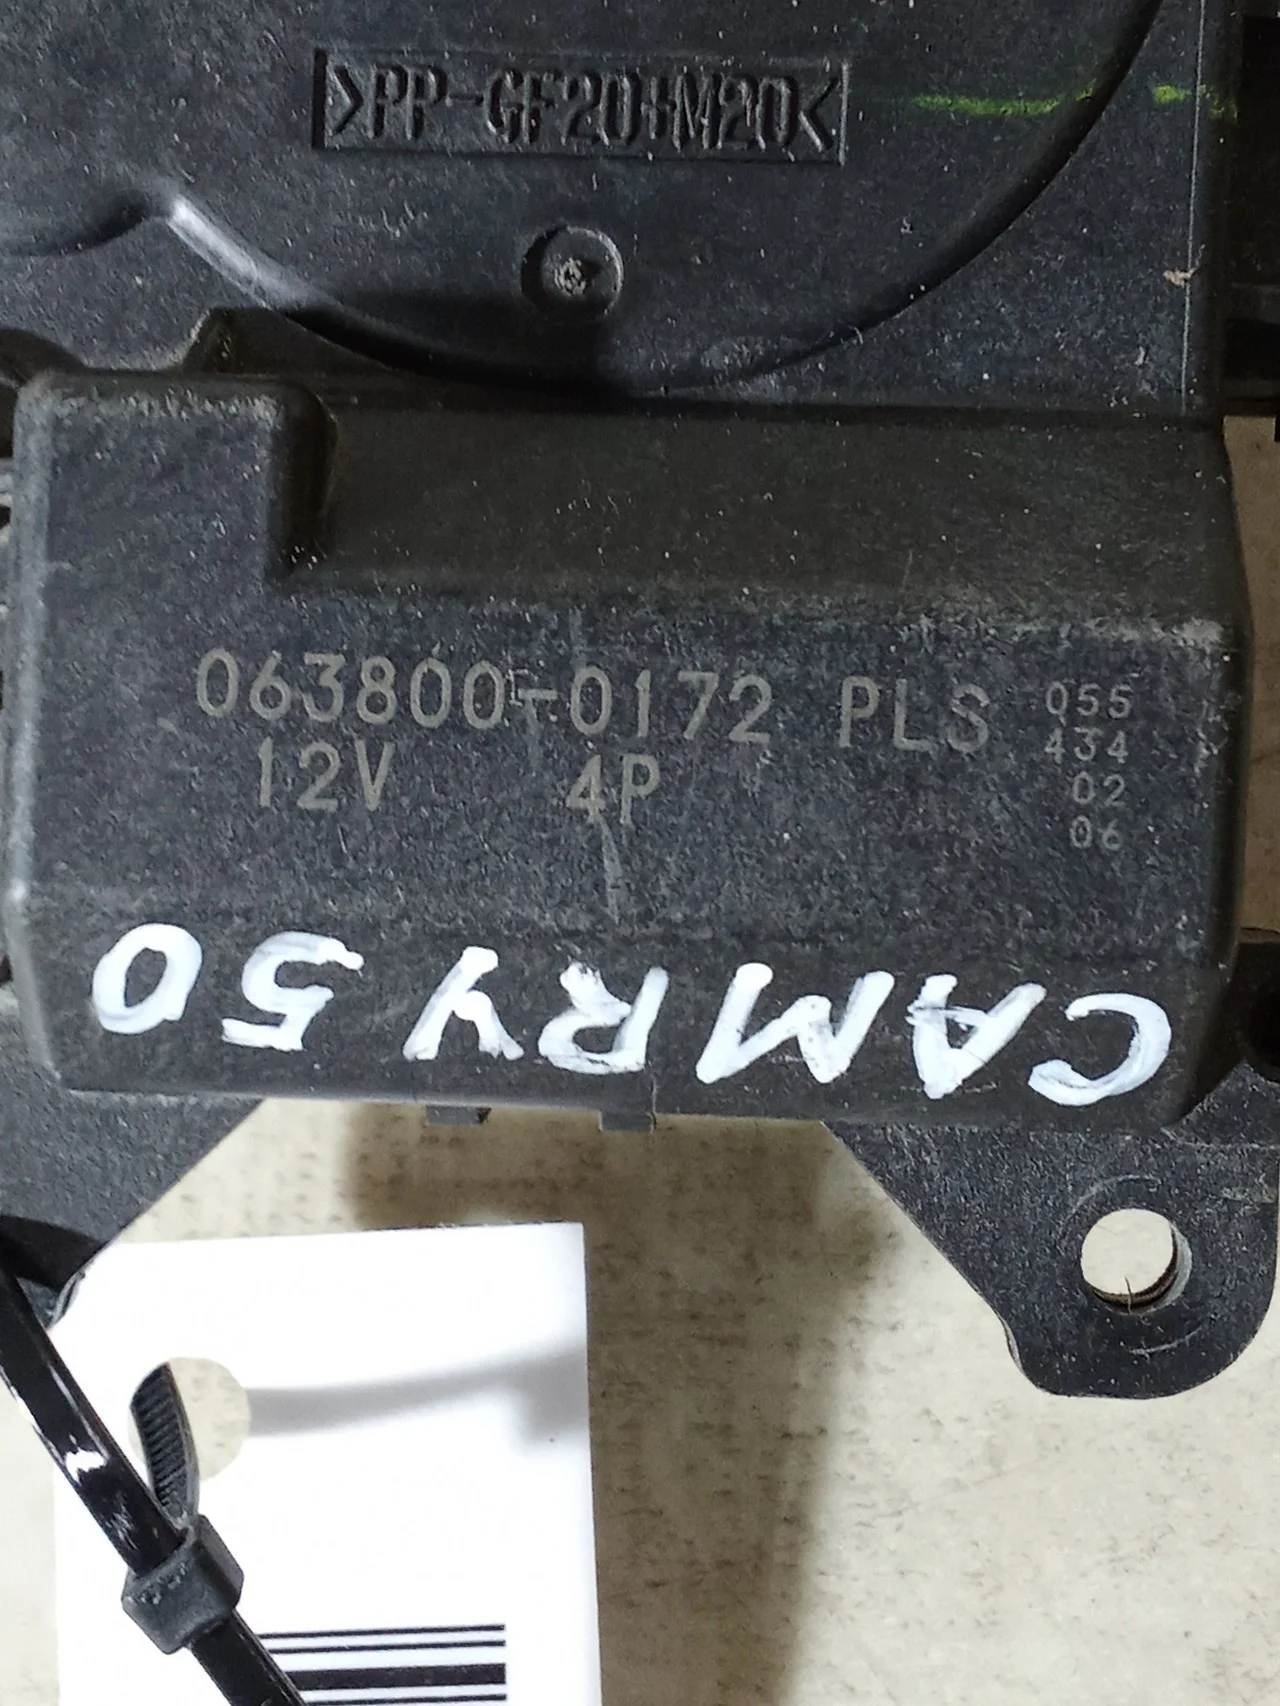 >PP-GF20+M20<
063800-0172 PLS
12V 4P
055
434
02
06
CAMRY 50